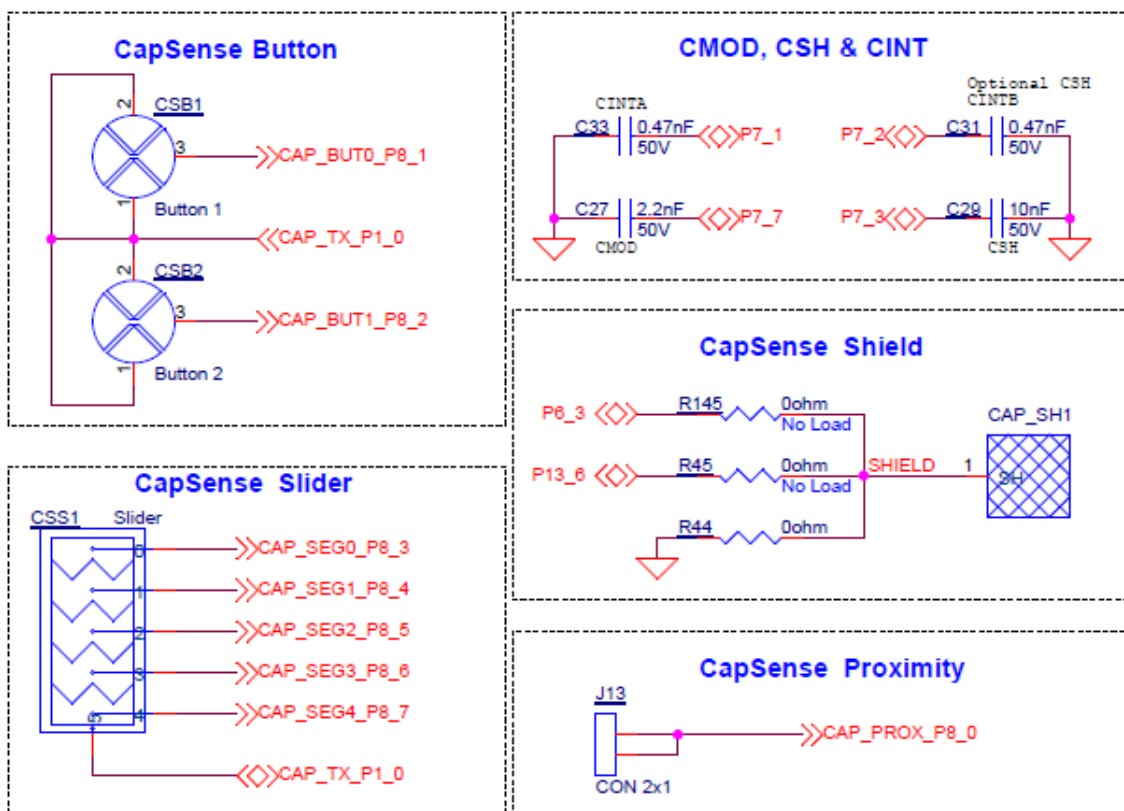 CapSense Button
2
CSB1
3
CAP_BUT0_P8_1
1
Button 1
CAP_TX_P1_0
2
CSB2
3
CAP_BUT1_P8_2
1
Button 2
CMOD, CSH & CINT
Optional CSH
CINTA
CINTB
C33
0.47nF
50V
P7_1
P7_2
C31
0.47nF
50V
C27
2.2nF
50V
P7_7
P7_3
C29
10nF
50V
CMOD
CSH
CapSense Shield
P6_3
R145
0ohm
No Load
CAP_SH1
P13_6
R45
0ohm
No Load
SHIELD
1
SH
R44
0ohm
CapSense Slider
CSS1
Slider
0
CAP_SEG0_P8_3
1
CAP_SEG1_P8_4
2
CAP_SEG2_P8_5
3
CAP_SEG3_P8_6
4
CAP_SEG4_P8_7
5
CAP_TX_P1_0
CapSense Proximity
J13
CAP_PROX_P8_0
CON 2x1